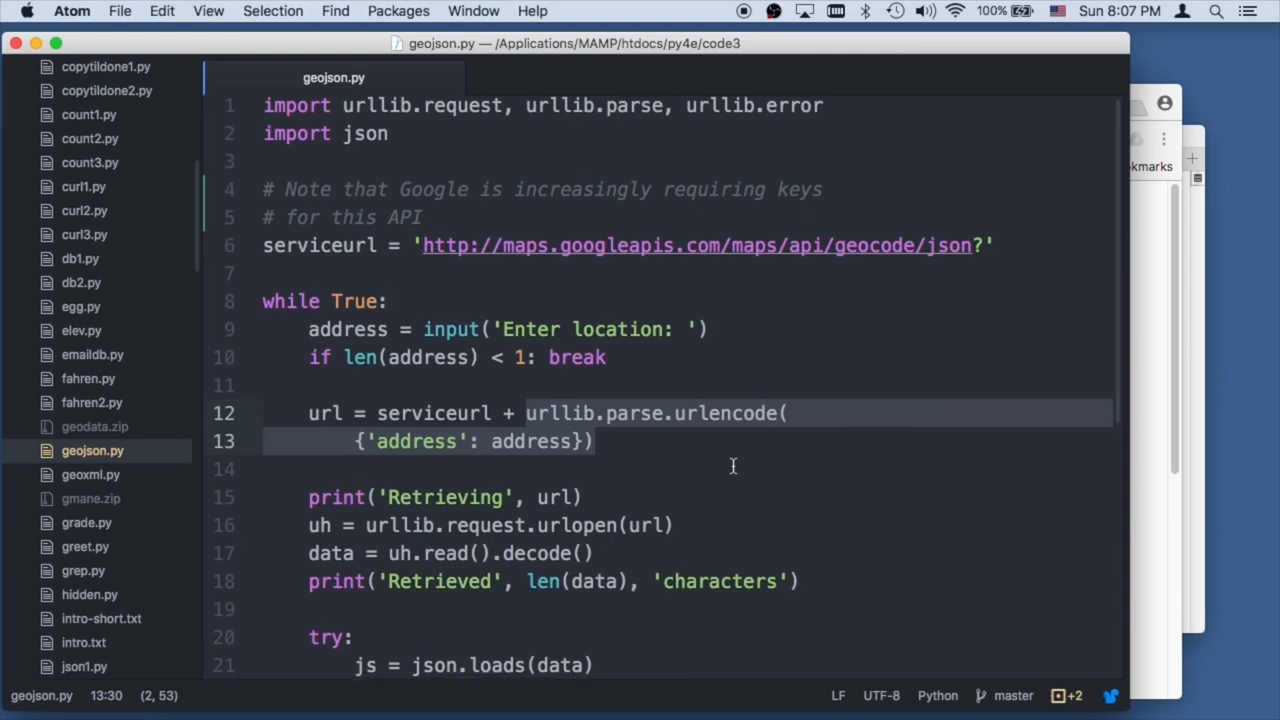 Atom File Edit View Selection Find Packages Window Help 100% Sun 8:07 PM
geojson.py — /Applications/MAMP/htdocs/py4e/code3
copytildone1.py
copytildone2.py
count1.py
count2.py
count3.py
curl1.py
curl2.py
curl3.py
db1.py
db2.py
egg.py
elev.py
emaildb.py
fahren.py
fahren2.py
geodata.zip
geojson.py
geoxml.py
gmane.zip
grade.py
greet.py
grep.py
hidden.py
intro-short.txt
intro.txt
json1.py
geojson.py
1 import urllib.request, urllib.parse, urllib.error
2 import json
3
4 # Note that Google is increasingly requiring keys
5 # for this API
6 serviceurl = 'http://maps.googleapis.com/maps/api/geocode/json?'
7
8 while True:
9 address = input('Enter location: ')
10 if len(address) < 1: break
11
12 url = serviceurl + urllib.parse.urlencode(
13 {'address': address})
14
15 print('Retrieving', url)
16 uh = urllib.request.urlopen(url)
17 data = uh.read().decode()
18 print('Retrieved', len(data), 'characters')
19
20 try:
21 js = json.loads(data)
okmarks
geojson.py 13:30 (2, 53) LF UTF-8 Python master +2